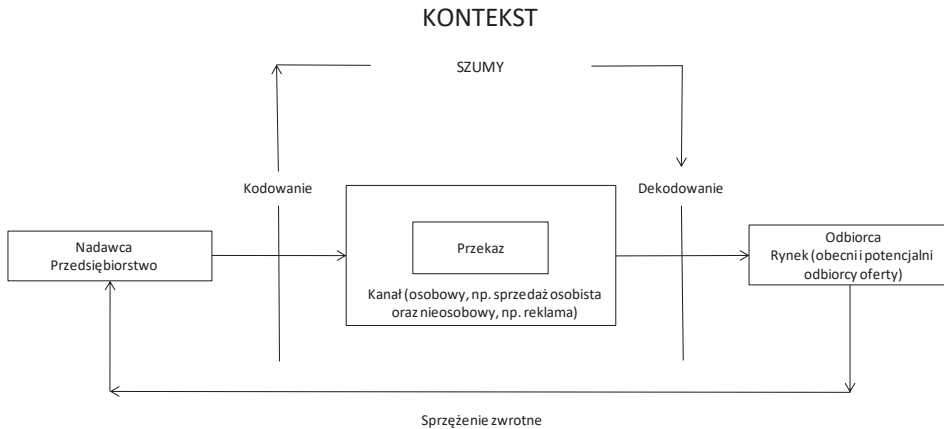 KONTEKST
SZUMY
Kodowanie
Dekodowanie
Nadawca
Przedsiębiorstwo
Przekaz
Kanał (osobowy, np. sprzedaż osobista
oraz nieosobowy, np. reklama)
Odbiorca
Rynek (obecni i potencjalni
odbiorcy oferty)
Sprzężenie zwrotne